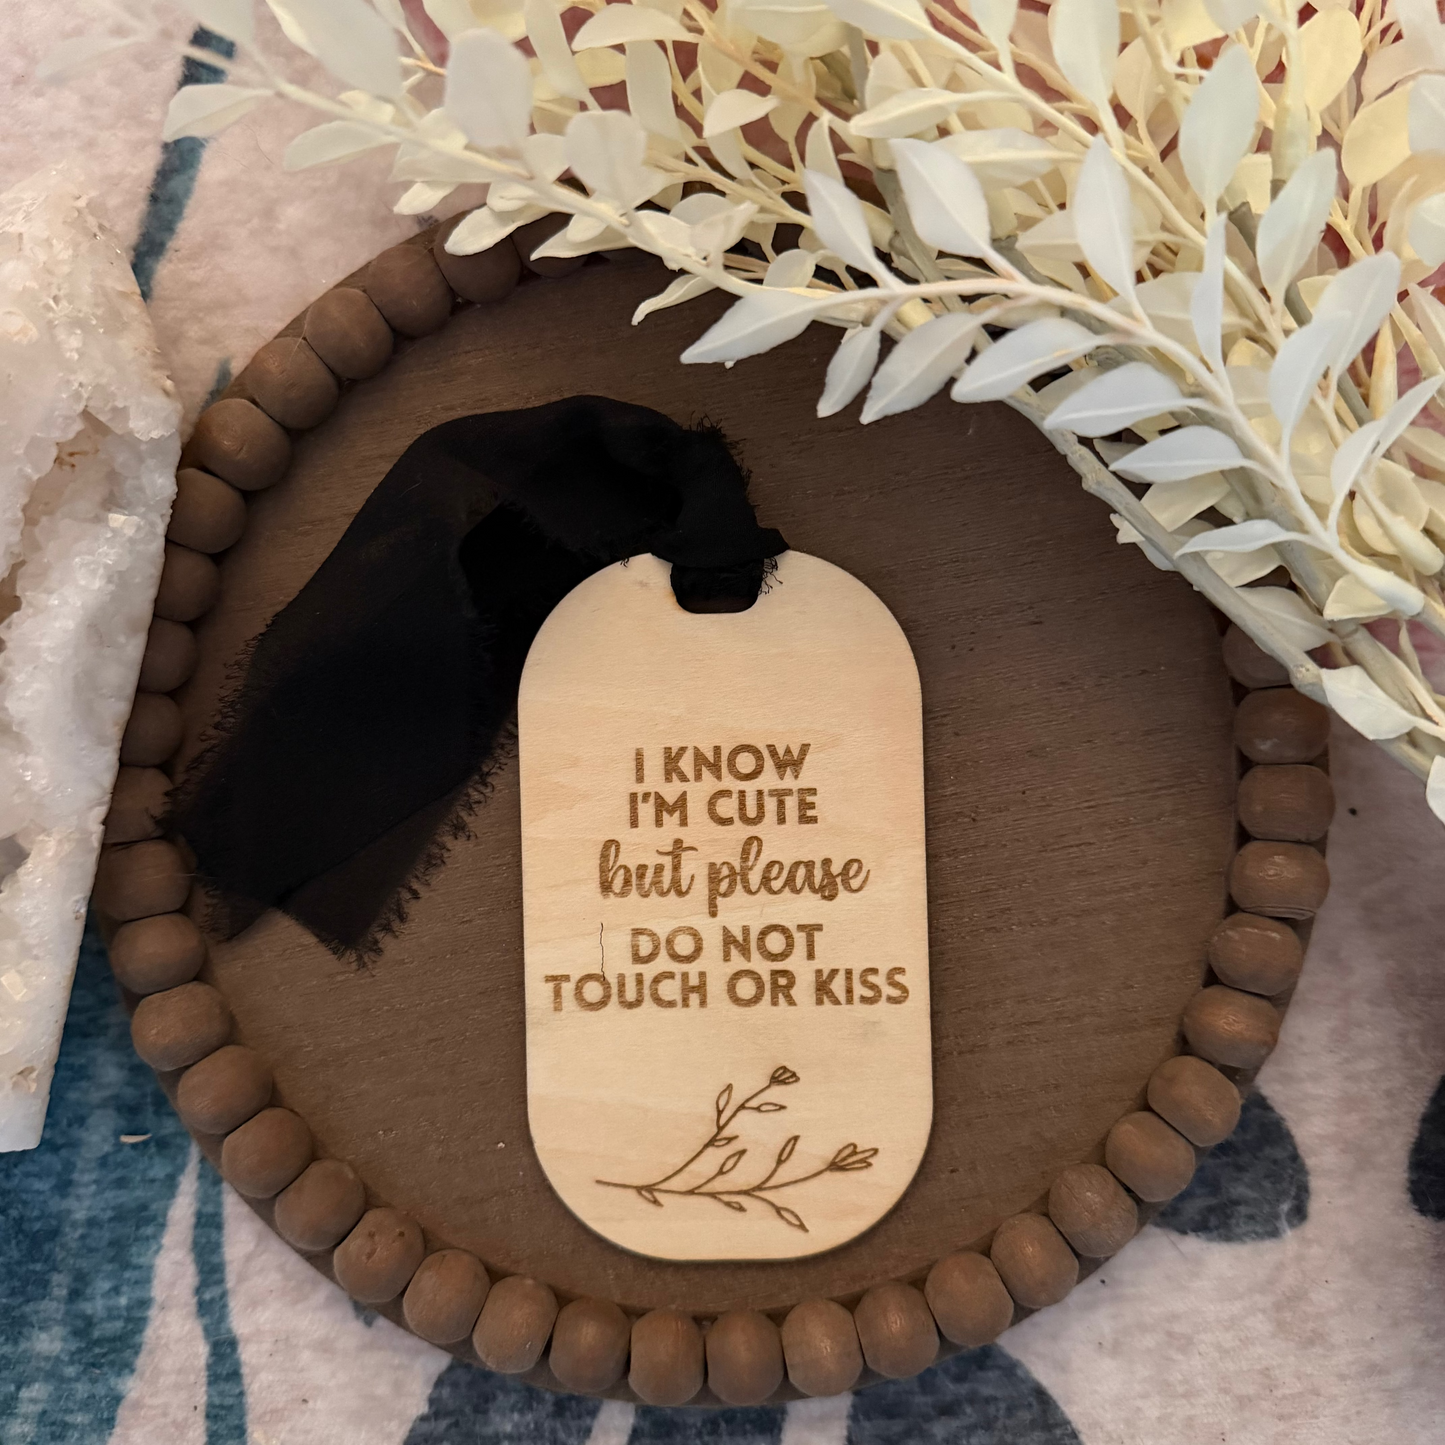 I KNOW
I'M CUTE
but please
DO NOT
TOUCH OR KISS